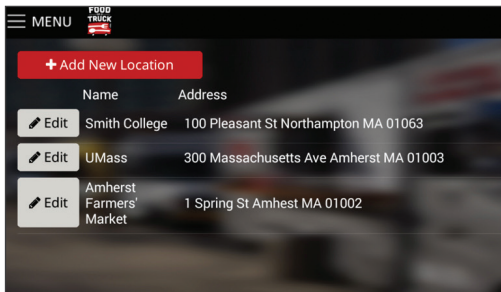 MENU
FOOD
TRUCK
Add New Location
Name Address
Edit Smith College 100 Pleasant St Northampton MA 01063
Edit UMass 300 Massachusetts Ave Amherst MA 01003
Edit Amherst
Farmers'
Market 1 Spring St Amhest MA 01002